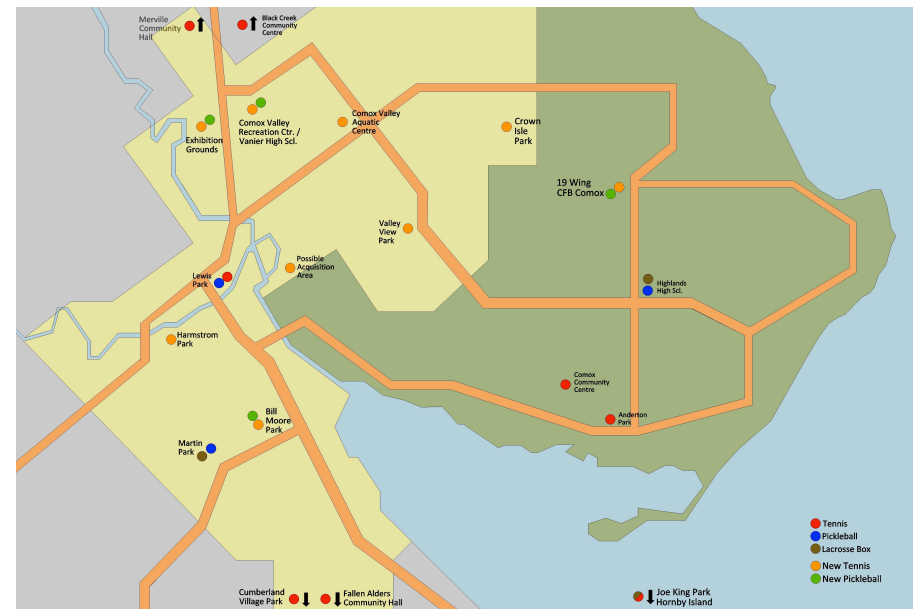 Merville
Community
Hall
Black Creek
Community
Centre
Exhibition
Grounds
Comox Valley
Recreation Ctr. /
Vanier High Scl.
Comox Valley
Aquatic
Centre
Crown
Isle
Park
19 Wing
CFB Comox
Valley
View
Park
Possible
Acquisition
Area
Lewis
Park
Highlands
High Scl.
Harmstrom
Park
Comox
Community
Centre
Anderton
Park
Bill
Moore
Park
Martin
Park
Tennis
Pickleball
Lacrosse Box
New Tennis
New Pickleball
Cumberland
Village Park
Fallen Alders
Community Hall
Joe King Park
Hornby Island